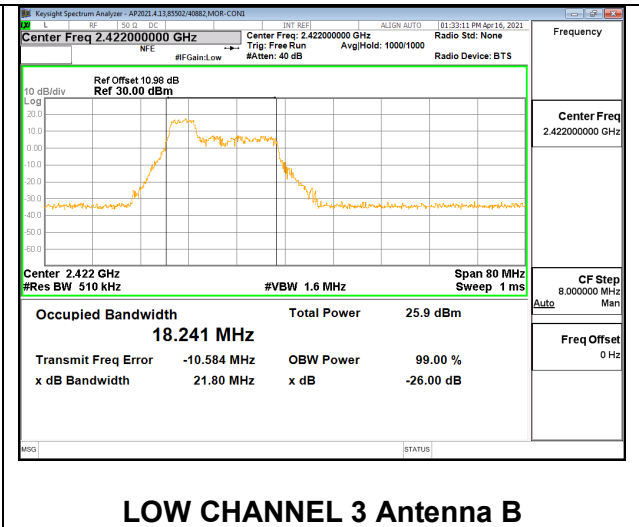 Keysight Spectrum Analyzer - AP2021.4.13,85502/40882,MOR-CON1
L RF 50 Ω DC INT REF ALIGN AUTO 01:33:11 PM Apr 16, 2021
Center Freq 2.422000000 GHz
NFE
#IFGain:Low
Center Freq: 2.422000000 GHz
Trig: Free Run Avg|Hold: 1000/1000
#Atten: 40 dB
Radio Std: None
Radio Device: BTS
Frequency
Ref Offset 10.98 dB
10 dB/div Ref 30.00 dBm
Log
20.0
10.0
0.00
-10.0
-20.0
-30.0
-40.0
-50.0
-60.0
Center Freq
2.422000000 GHz
Center 2.422 GHz Span 80 MHz
#Res BW 510 kHz #VBW 1.6 MHz Sweep 1 ms
CF Step
8.000000 MHz
Auto Man
Occupied Bandwidth Total Power 25.9 dBm
18.241 MHz
Transmit Freq Error -10.584 MHz OBW Power 99.00 %
x dB Bandwidth 21.80 MHz x dB -26.00 dB
Freq Offset
0 Hz
MSG STATUS
LOW CHANNEL 3 Antenna B